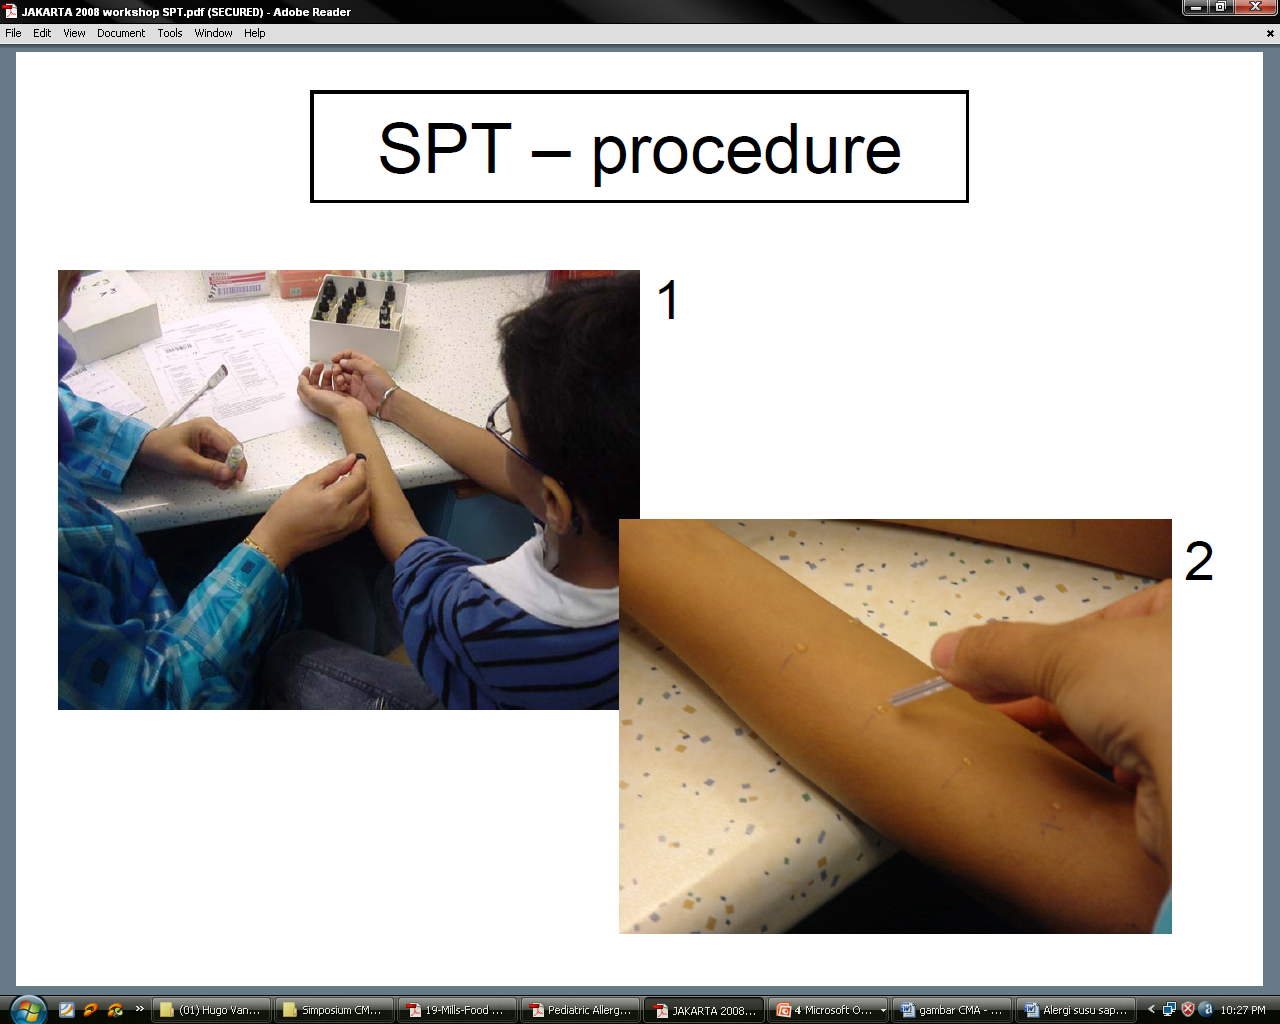 JAKARTA 2008 workshop SPT.pdf (SECURED) - Adobe Reader
File Edit View Document Tools Window Help
SPT – procedure
1
2
(01) Hugo Van... Simposium CM... 19-Mills-Food ... Pediatric Allerg... JAKARTA 2008... 4 Microsoft O... gambar CMA - ... Alergi susu sap... 10:27 PM